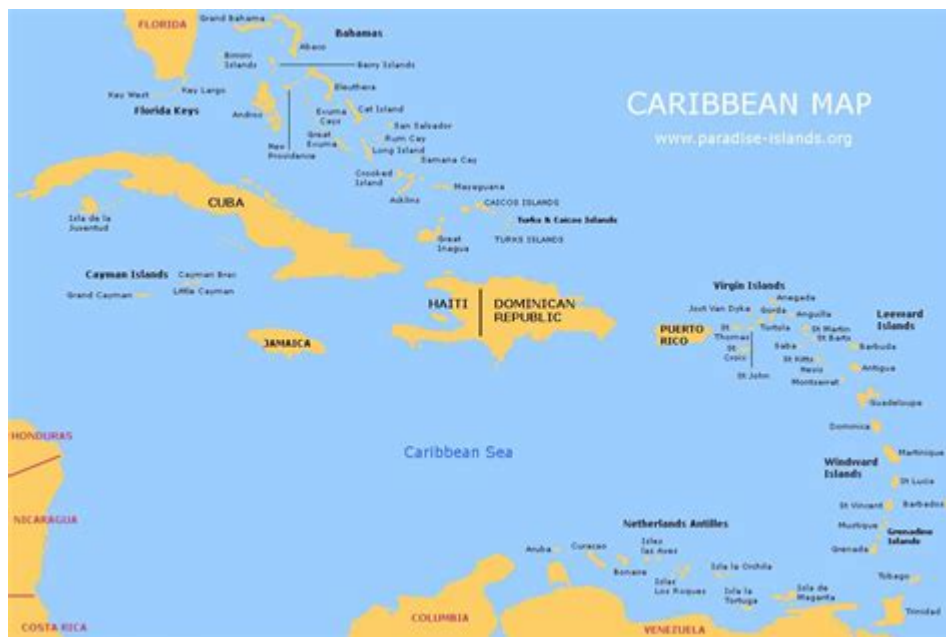 FLORIDA
Grand Bahama
Bahamas
Abaco
Bimini
Islands
Berry Islands
Key West
Key Largo
Florida Keys
Andros
Eleuthera
Exuma
Cays
Cat Island
Great
Exuma
San Salvador
Rum Cay
Long Island
New
Providence
Samana Cay
Crooked
Island
Acklins
Mayaguana
CARIBBEAN MAP
www.paradise-islands.org
CUBA
Isla de la
Juventud
CAICOS ISLANDS
Turks & Caicos Islands
TURKS ISLANDS
Great
Inagua
Cayman Islands
Cayman Brac
Grand Cayman
Little Cayman
HAITI
DOMINICAN
REPUBLIC
JAMAICA
Virgin Islands
Anegada
Jost Van Dyke
Gorda
Anguilla
Leeward
Islands
PUERTO
RICO
St
Thomas
Tortola
St Martin
St Barts
St
Croix
Saba
Barbuda
St John
St Kitts
Nevis
Antigua
Montserrat
Guadeloupe
Dominica
HONDURAS
Caribbean Sea
Martinique
Windward
Islands
St Lucia
NICARAGUA
St Vincent
Barbados
Mustique
Grenadine
Islands
Grenada
Netherlands Antilles
Aruba
Curacao
Islas
las Aves
Bonaire
Islas
Los Roques
Isla la Orchila
Isla la
Tortuga
Isla de
Magarita
Tobago
Trinidad
COSTA RICA
COLUMBIA
VENEZUELA